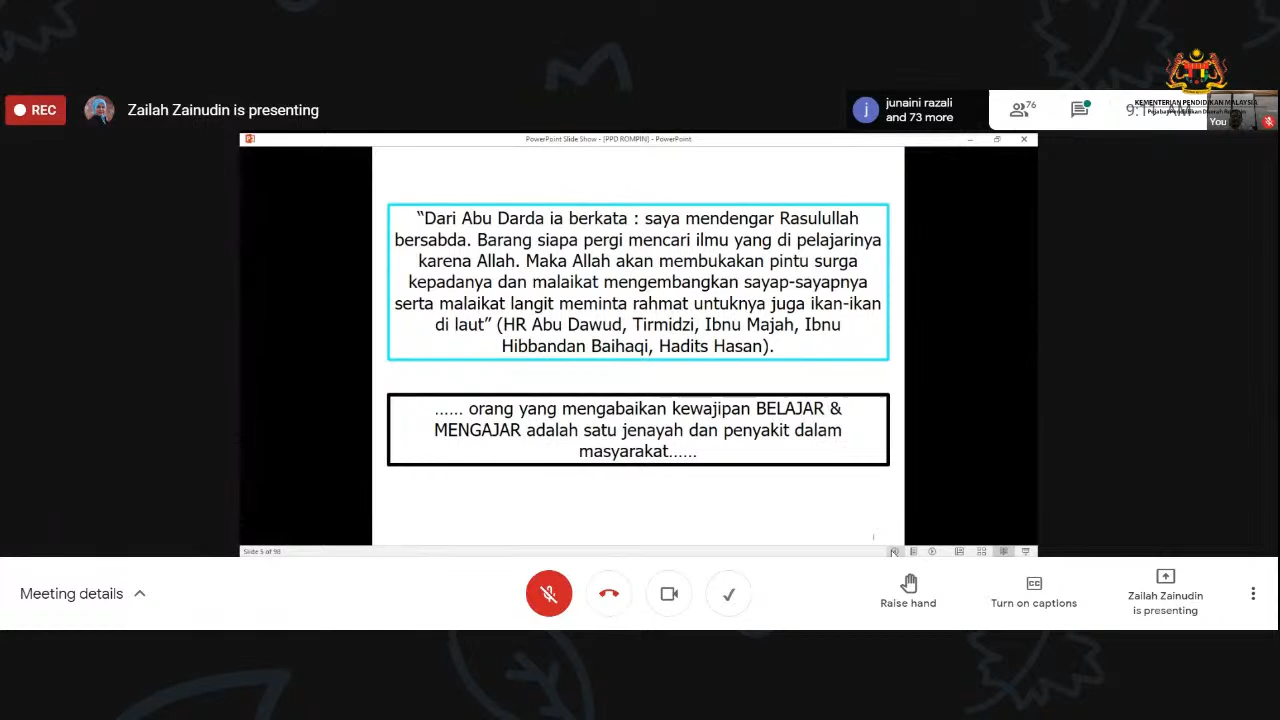 KEMENTERIAN PENDIDIKAN MALAYSIA
REC
Zailah Zainudin is presenting
j
junaini razali
and 73 more
76
You
PowerPoint Slide Show - [PPD ROMPIN] - PowerPoint
“Dari Abu Darda ia berkata : saya mendengar Rasulullah
bersabda. Barang siapa pergi mencari ilmu yang di pelajarinya
karena Allah. Maka Allah akan membukakan pintu surga
kepadanya dan malaikat mengembangkan sayap-sayapnya
serta malaikat langit meminta rahmat untuknya juga ikan-ikan
di laut” (HR Abu Dawud, Tirmidzi, Ibnu Majah, Ibnu
Hibbandan Baihaqi, Hadits Hasan).
...... orang yang mengabaikan kewajipan BELAJAR &
MENGAJAR adalah satu jenayah dan penyakit dalam
masyarakat......
Slide 5 of 98
Meeting details
Raise hand
CC
Turn on captions
Zailah Zainudin
is presenting